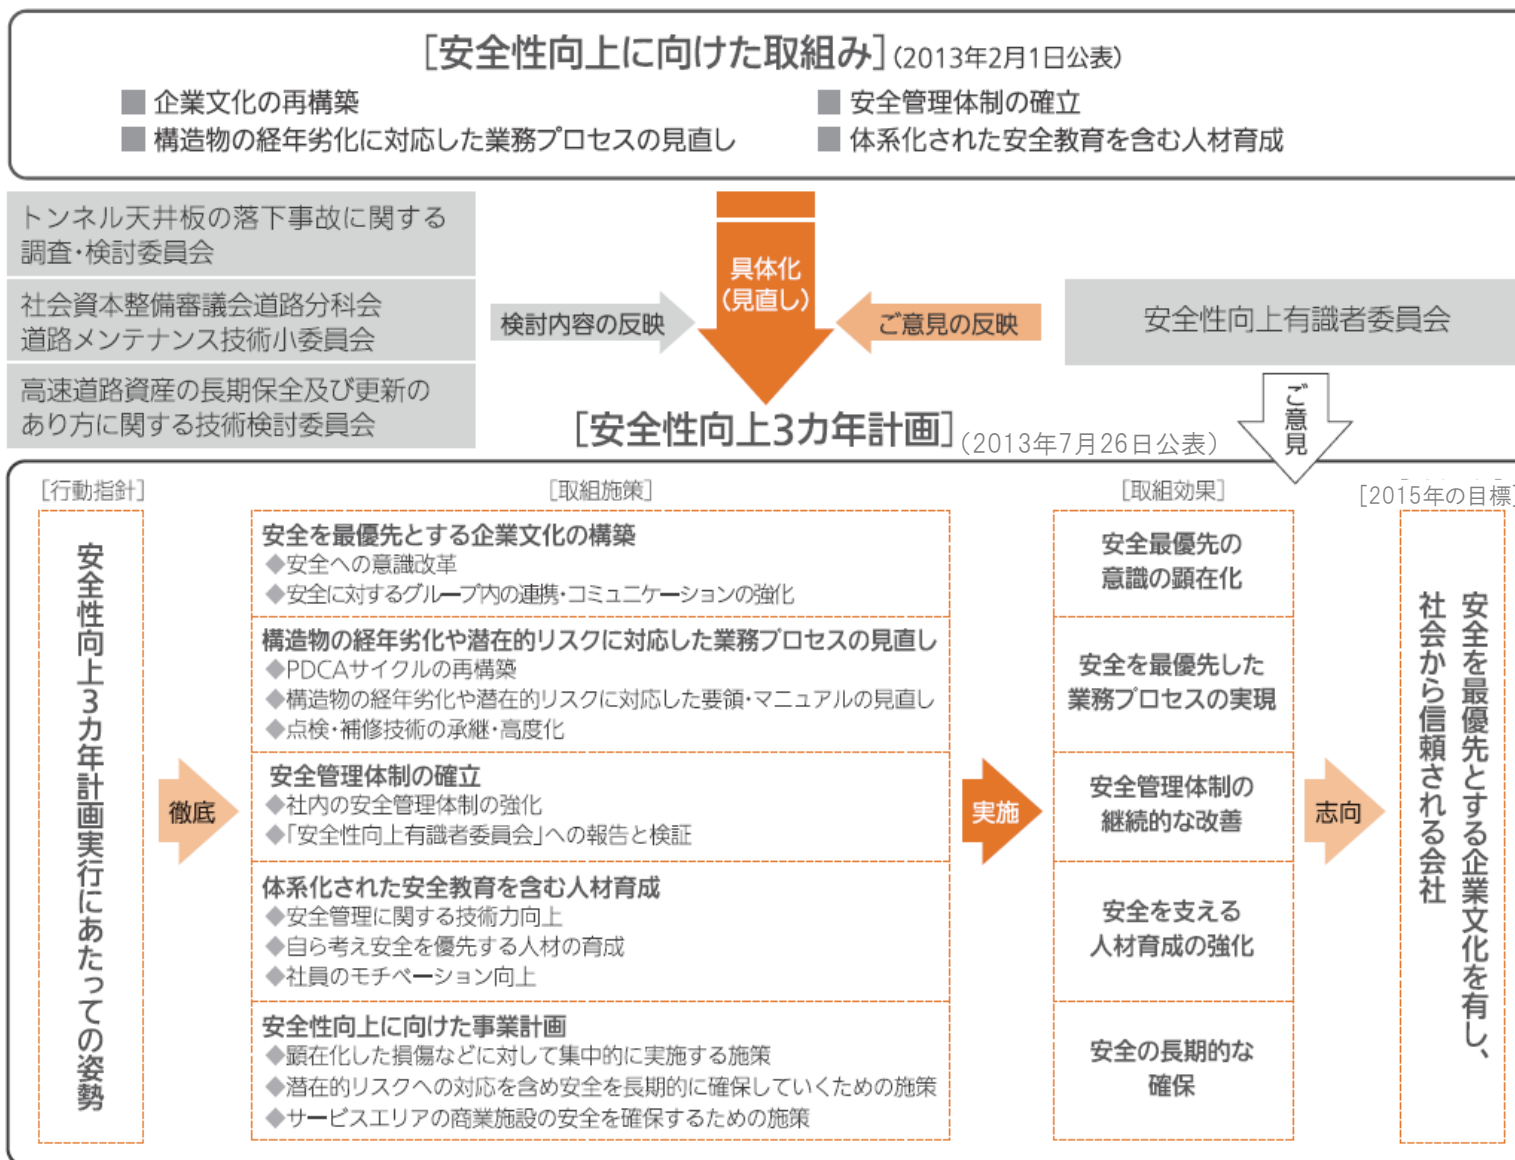 [安全性向上に向けた取組み](2013年2月1日公表)
■ 企業文化の再構築
■ 安全管理体制の確立
■ 構造物の経年劣化に対応した業務プロセスの見直し
■ 体系化された安全教育を含む人材育成
トンネル天井板の落下事故に関する
調査・検討委員会
社会資本整備審議会道路分科会
道路メンテナンス技術小委員会
高速道路資産の長期保全及び更新の
あり方に関する技術検討委員会
検討内容の反映
具体化
(見直し)
ご意見の反映
安全性向上有識者委員会
ご意見
[安全性向上3カ年計画](2013年7月26日公表)
[行動指針]
[取組施策]
[取組効果]
[2015年の目標]
安全性向上3カ年計画実行にあたっての姿勢
徹底
安全を最優先とする企業文化の構築
◆安全への意識改革
◆安全に対するグループ内の連携・コミュニケーションの強化
構造物の経年劣化や潜在的リスクに対応した業務プロセスの見直し
◆PDCAサイクルの再構築
◆構造物の経年劣化や潜在的リスクに対応した要領・マニュアルの見直し
◆点検・補修技術の承継・高度化
安全管理体制の確立
◆社内の安全管理体制の強化
◆「安全性向上有識者委員会」への報告と検証
体系化された安全教育を含む人材育成
◆安全管理に関する技術力向上
◆自ら考え安全を優先する人材の育成
◆社員のモチベーション向上
安全性向上に向けた事業計画
◆顕在化した損傷などに対して集中的に実施する施策
◆潜在的リスクへの対応を含め安全を長期的に確保していくための施策
◆サービスエリアの商業施設の安全を確保するための施策
実施
安全最優先の
意識の顕在化
安全を最優先した
業務プロセスの実現
安全管理体制の
継続的な改善
安全を支える
人材育成の強化
安全の長期的な
確保
志向
安全を最優先とする企業文化を有し、
社会から信頼される会社